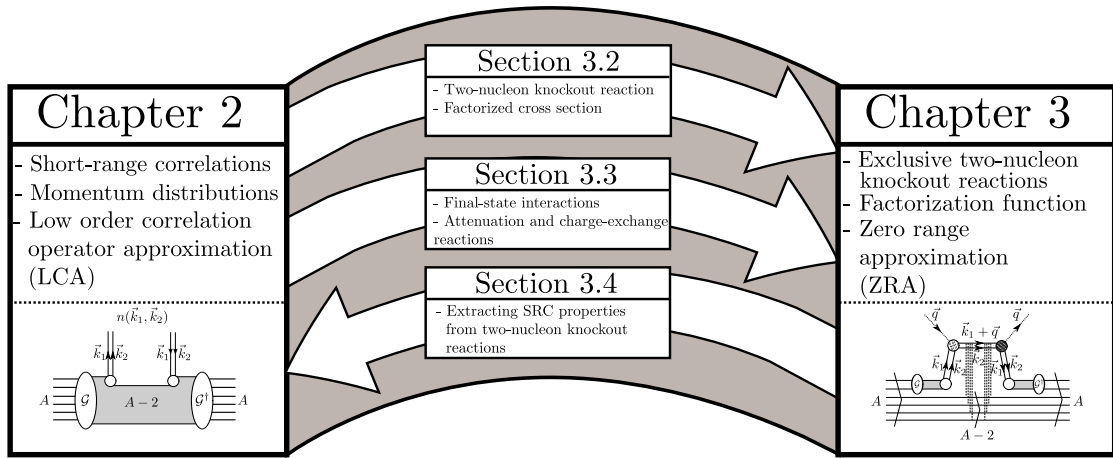 Chapter 2
- Short-range correlations
- Momentum distributions
- Low order correlation
operator approximation
(LCA)
n(k⃗₁, k⃗₂)
k⃗₁ k⃗₂ k⃗₁ k⃗₂
A 𝒢 A − 2 𝒢† A
Section 3.2
- Two-nucleon knockout reaction
- Factorized cross section
Section 3.3
- Final-state interactions
- Attenuation and charge-exchange
reactions
Section 3.4
- Extracting SRC properties
from two-nucleon knockout
reactions
Chapter 3
- Exclusive two-nucleon
knockout reactions
- Factorization function
- Zero range
approximation
(ZRA)
q⃗ k⃗₁ + q⃗ q⃗
k⃗₁ k⃗₂ k⃗₂ k⃗₁ k⃗₂
𝒢 𝒢†
A A
A − 2